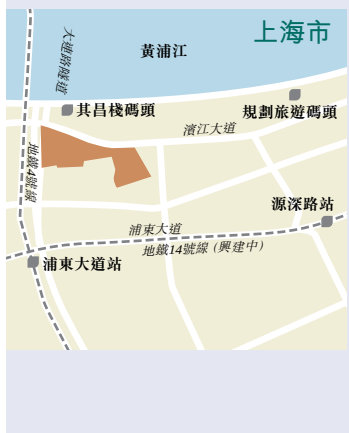 上海市
大連路隧道
黃浦江
其昌棧碼頭
規劃旅遊碼頭
濱江大道
地鐵4號線
源深路站
浦東大道
地鐵14號線 (興建中)
浦東大道站